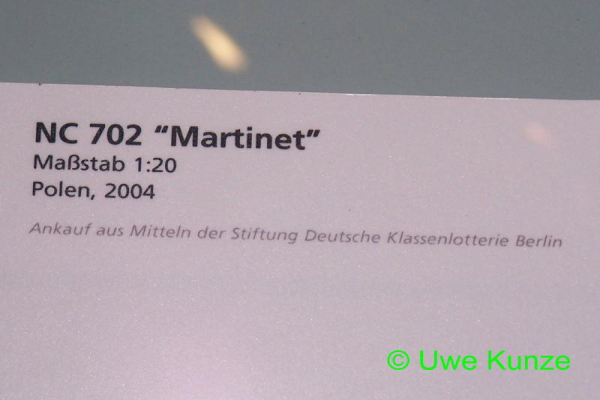 NC 702 “Martinet”
Maßstab 1:20
Polen, 2004
Ankauf aus Mitteln der Stiftung Deutsche Klassenlotterie Berlin
© Uwe Kunze